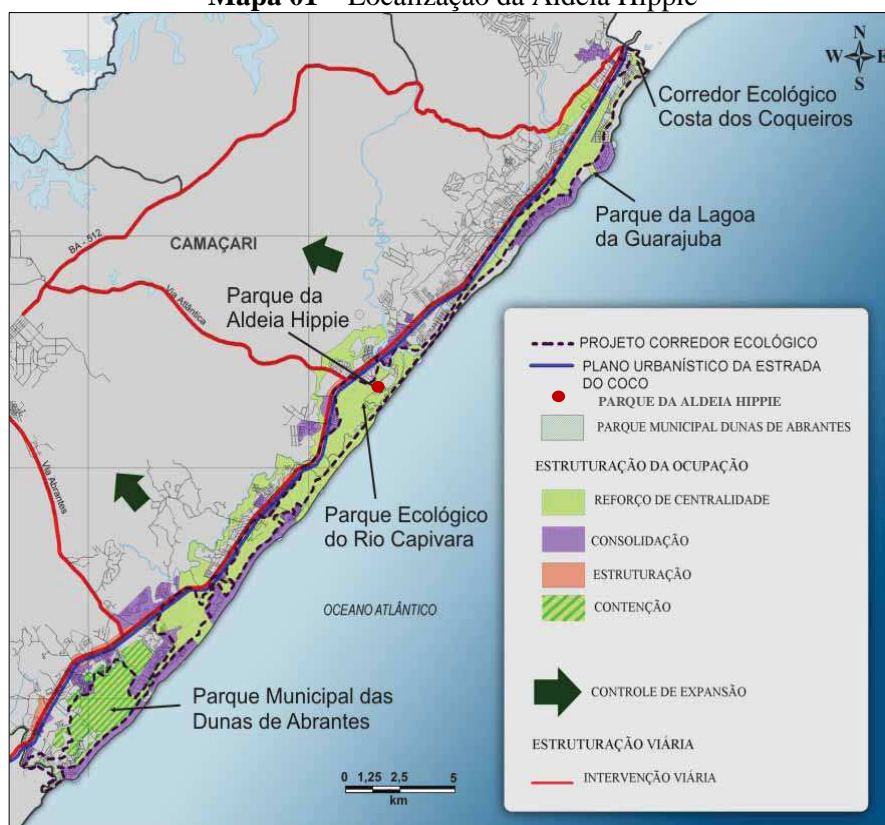 Mapa 01 – Localização da Aldeia Hippie
N
W E
S
Corredor Ecológico
Costa dos Coqueiros
Parque da Lagoa
da Guarajuba
BA - 512
CAMAÇARI
Parque da
Aldeia Hippie
Via Atlântica
Via Abrantes
Parque Ecológico
do Rio Capivara
OCEANO ATLÂNTICO
Parque Municipal das
Dunas de Abrantes
0 1,25 2,5 5
km
PROJETO CORREDOR ECOLÓGICO
PLANO URBANÍSTICO DA ESTRADA
DO COCO
PARQUE DA ALDEIA HIPPIE
PARQUE MUNICIPAL DUNAS DE ABRANTES
ESTRUTURAÇÃO DA OCUPAÇÃO
REFORÇO DE CENTRALIDADE
CONSOLIDAÇÃO
ESTRUTURAÇÃO
CONTENÇÃO
CONTROLE DE EXPANSÃO
ESTRUTURAÇÃO VIÁRIA
INTERVENÇÃO VIÁRIA